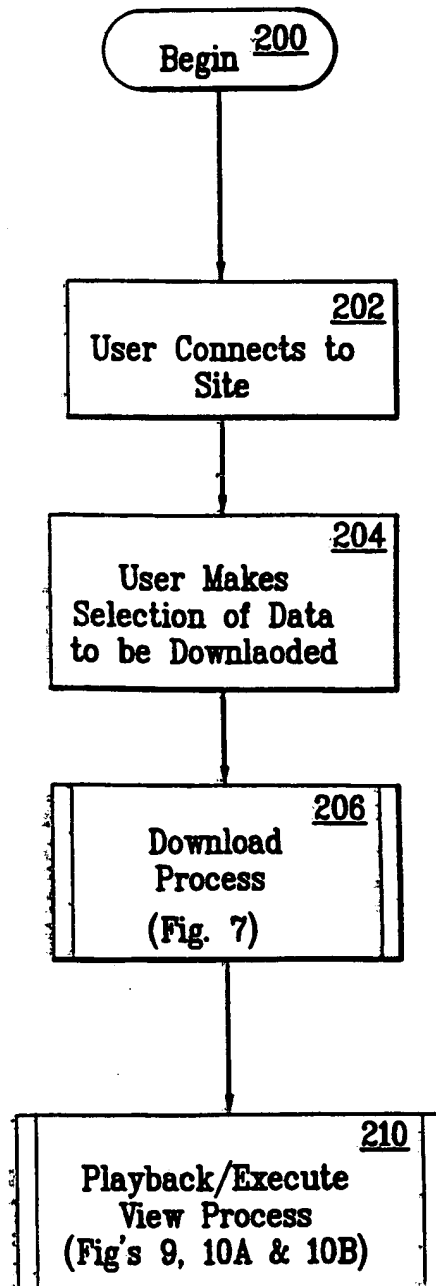 200
Begin
202
User Connects to
Site
204
User Makes
Selection of Data
to be Downlaoded
206
Download
Process
(Fig. 7)
210
Playback/Execute
View Process
(Fig's 9, 10A & 10B)